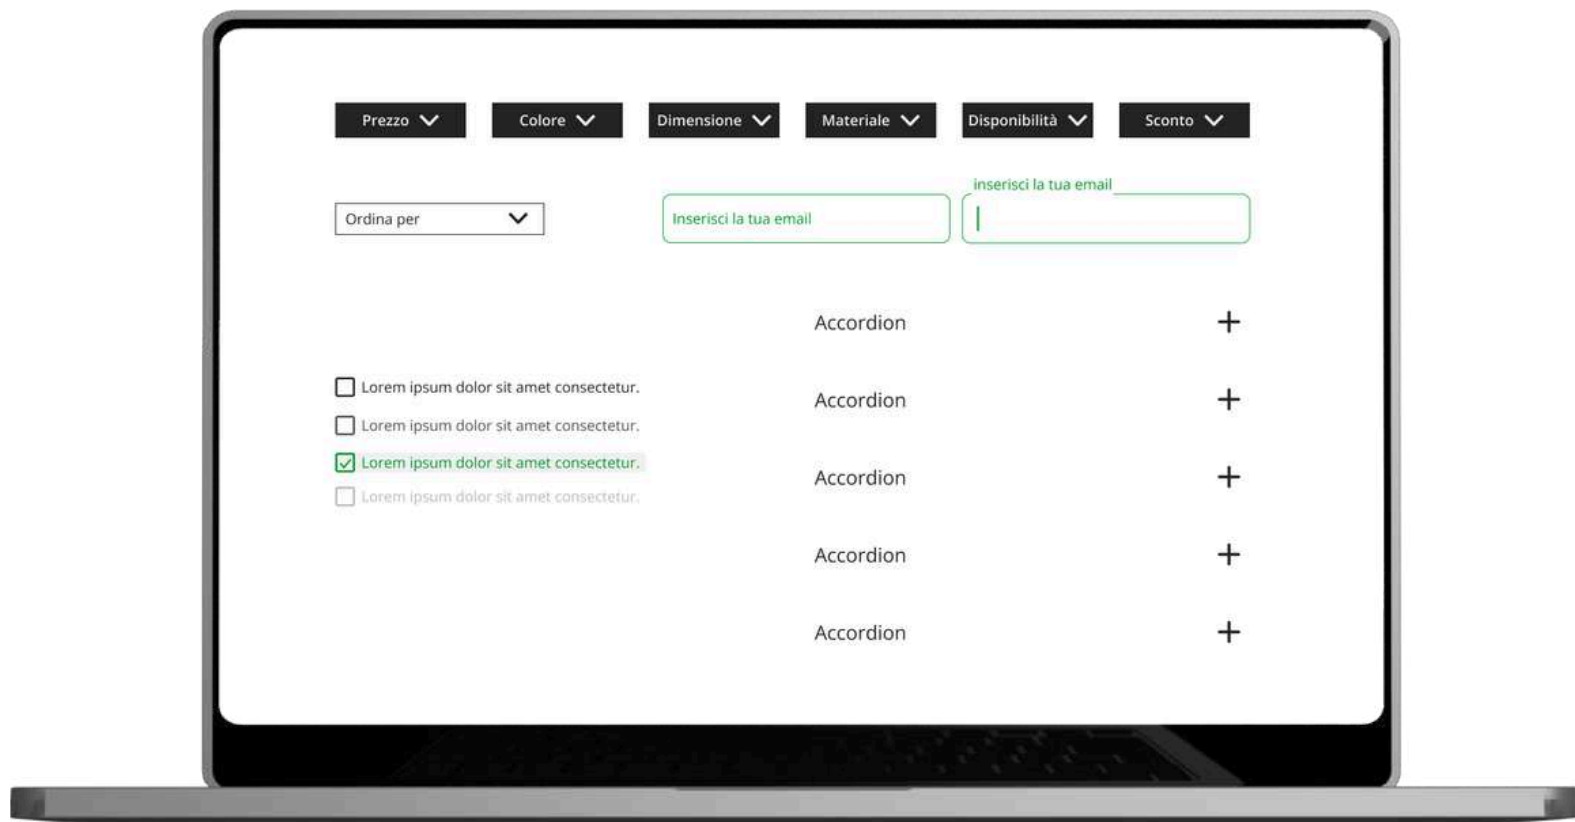 Prezzo
Colore
Dimensione
Materiale
Disponibilità
Sconto
inserisci la tua email
Ordina per
Inserisci la tua email
Accordion
Lorem ipsum dolor sit amet consectetur.
Accordion
Lorem ipsum dolor sit amet consectetur.
Lorem ipsum dolor sit amet consectetur.
Accordion
Lorem ipsum dolor sit amet consectetur.
Accordion
Accordion